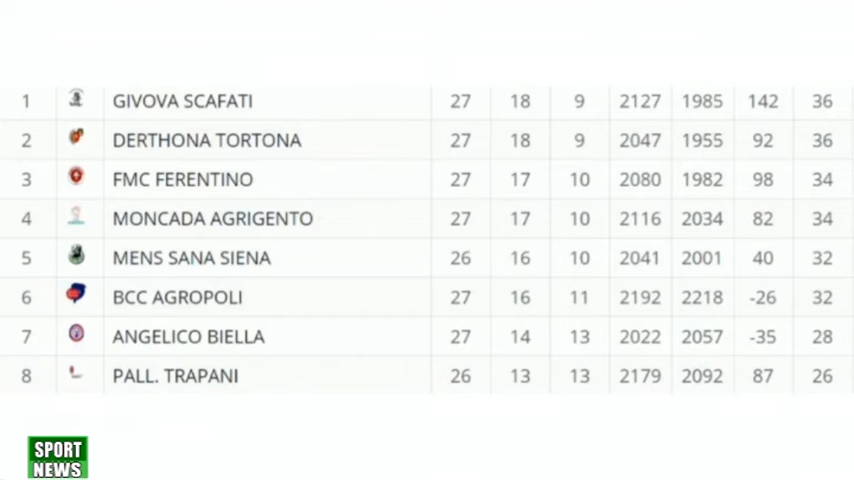 1 GIVOVA SCAFATI 27 18 9 2127 1985 142 36
2 DERTHONA TORTONA 27 18 9 2047 1955 92 36
3 FMC FERENTINO 27 17 10 2080 1982 98 34
4 MONCADA AGRIGENTO 27 17 10 2116 2034 82 34
5 MENS SANA SIENA 26 16 10 2041 2001 40 32
6 BCC AGROPOLI 27 16 11 2192 2218 -26 32
7 ANGELICO BIELLA 27 14 13 2022 2057 -35 28
8 PALL. TRAPANI 26 13 13 2179 2092 87 26
SPORT
NEWS